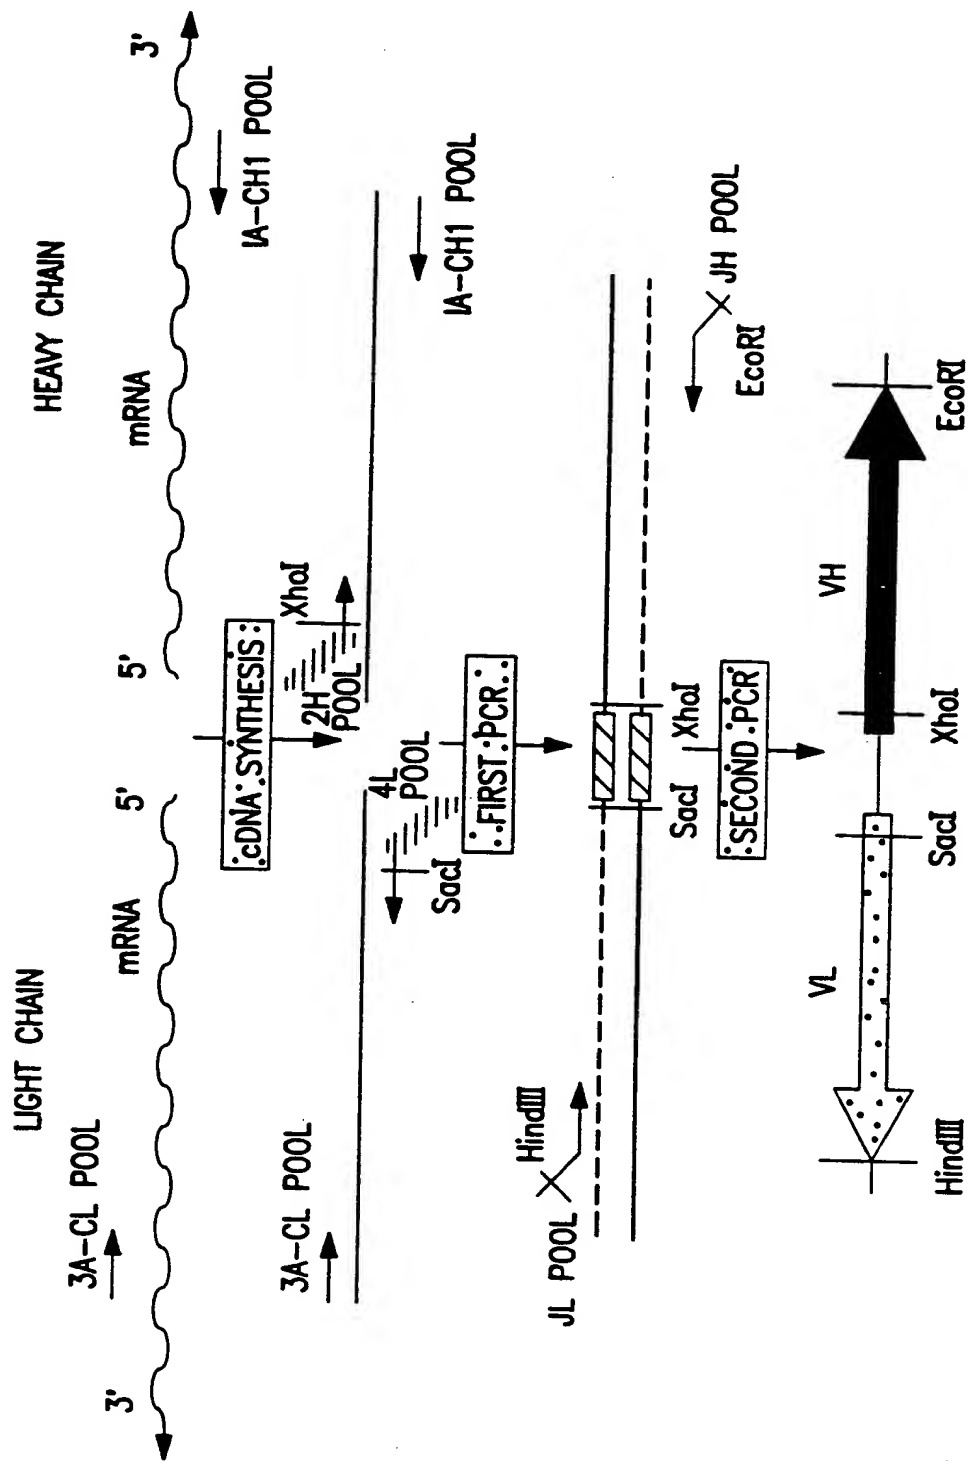 LIGHT CHAIN
HEAVY CHAIN
3A-CL POOL
3'
mRNA
5'
5'
mRNA
3'
IA-CH1 POOL
cDNA SYNTHESIS
3A-CL POOL
SacI
4L
POOL
2H
POOL
XhoI
IA-CH1 POOL
FIRST PCR
JL POOL
HindIII
SacI
XhoI
EcoRI
JH POOL
SECOND PCR
VL
VH
HindIII
SacI
XhoI
EcoRI